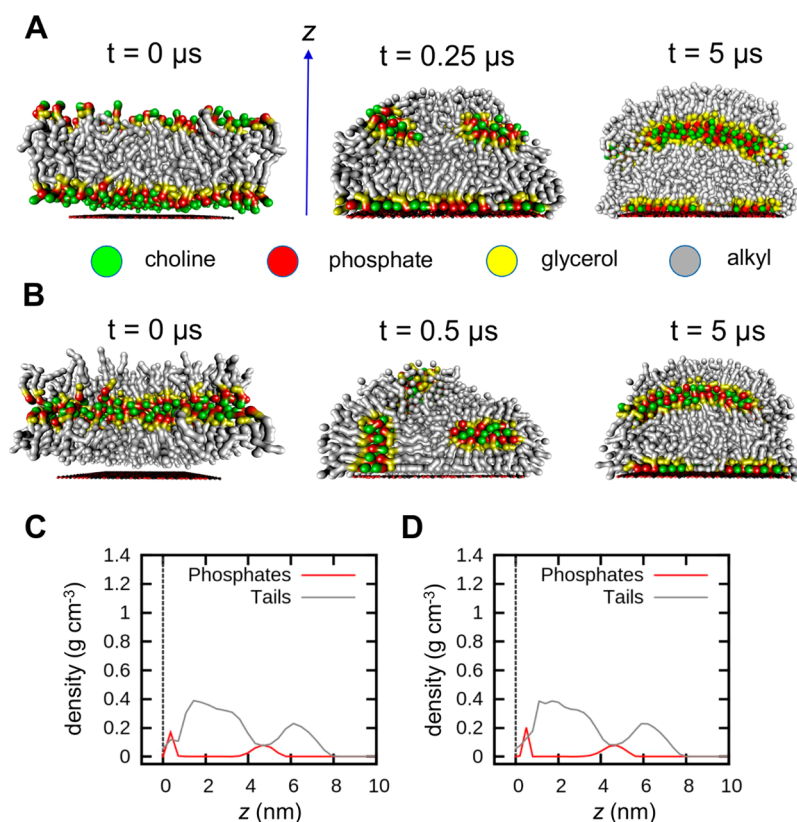 A
z
t = 0 µs
t = 0.25 µs
t = 5 µs
choline
phosphate
glycerol
alkyl
B
t = 0 µs
t = 0.5 µs
t = 5 µs
C
density (g cm⁻³)
1.4
1.2
1
0.8
0.6
0.4
0.2
0
Phosphates
Tails
0 2 4 6 8 10
z (nm)
D
density (g cm⁻³)
1.4
1.2
1
0.8
0.6
0.4
0.2
0
Phosphates
Tails
0 2 4 6 8 10
z (nm)